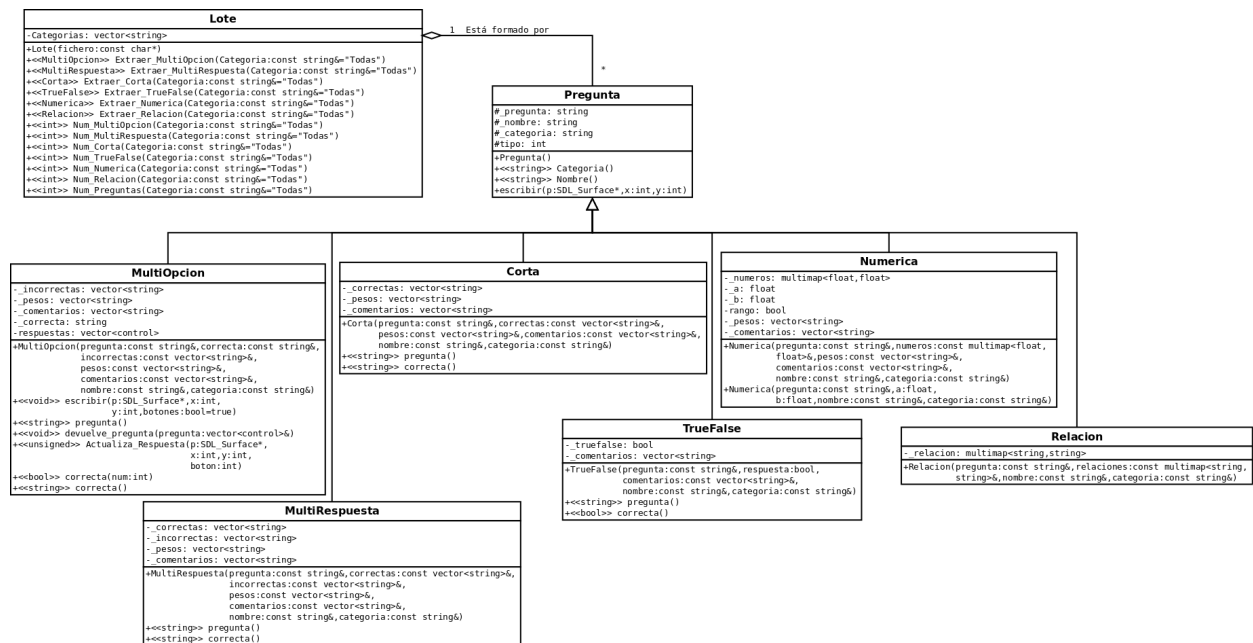 Lote
-Categorias: vector<string>
+Lote(fichero:const char*)
+<<MultiOpcion>> Extraer_MultiOpcion(Categoria:const string&="Todas")
+<<MultiRespuesta>> Extraer_MultiRespuesta(Categoria:const string&="Todas")
+<<Corta>> Extraer_Corta(Categoria:const string&="Todas")
+<<TrueFalse>> Extraer_TrueFalse(Categoria:const string&="Todas")
+<<Numerica>> Extraer_Numerica(Categoria:const string&="Todas")
+<<Relacion>> Extraer_Relacion(Categoria:const string&="Todas")
+<<int>> Num_MultiOpcion(Categoria:const string&="Todas")
+<<int>> Num_MultiRespuesta(Categoria:const string&="Todas")
+<<int>> Num_Corta(Categoria:const string&="Todas")
+<<int>> Num_TrueFalse(Categoria:const string&="Todas")
+<<int>> Num_Numerica(Categoria:const string&="Todas")
+<<int>> Num_Relacion(Categoria:const string&="Todas")
+<<int>> Num_Preguntas(Categoria:const string&="Todas")
1 Está formado por
*
Pregunta
#_pregunta: string
#_nombre: string
#_categoria: string
#tipo: int
+Pregunta()
+<<string>> Categoria()
+<<string>> Nombre()
+escribir(p:SDL_Surface*,x:int,y:int)
MultiOpcion
-_incorrectas: vector<string>
-_pesos: vector<string>
-_comentarios: vector<string>
-_correcta: string
-respuestas: vector<control>
+MultiOpcion(pregunta:const string&,correcta:const string&,
incorrectas:const vector<string>&,
pesos:const vector<string>&,
comentarios:const vector<string>&,
nombre:const string&,categoria:const string&)
+<<void>> escribir(p:SDL_Surface*,x:int,
y:int,botones:bool=true)
+<<string>> pregunta()
+<<void>> devuelve_pregunta(pregunta:vector<control>&)
+<<unsigned>> Actualiza_Respuesta(p:SDL_Surface*,
x:int,y:int,
boton:int)
+<<bool>> correcta(num:int)
+<<string>> correcta()
Corta
-_correctas: vector<string>
-_pesos: vector<string>
-_comentarios: vector<string>
+Corta(pregunta:const string&,correctas:const vector<string>&,
pesos:const vector<string>&,comentarios:const vector<string>&,
nombre:const string&,categoria:const string&)
+<<string>> pregunta()
+<<string>> correcta()
Numerica
-_numeros: multimap<float,float>
-_a: float
-_b: float
-rango: bool
-_pesos: vector<string>
-_comentarios: vector<string>
+Numerica(pregunta:const string&,numeros:const multimap<float,
float>&,pesos:const vector<string>&,
comentarios:const vector<string>&,
nombre:const string&,categoria:const string&)
+Numerica(pregunta:const string&,a:float,
b:float,nombre:const string&,categoria:const string&)
TrueFalse
-_truefalse: bool
-_comentarios: vector<string>
+TrueFalse(pregunta:const string&,respuesta:bool,
comentarios:const vector<string>&,
nombre:const string&,categoria:const string&)
+<<string>> pregunta()
+<<bool>> correcta()
Relacion
-_relacion: multimap<string,string>
+Relacion(pregunta:const string&,relaciones:const multimap<string,
string>&,nombre:const string&,categoria:const string&)
MultiRespuesta
-_correctas: vector<string>
-_incorrectas: vector<string>
-_pesos: vector<string>
-_comentarios: vector<string>
+MultiRespuesta(pregunta:const string&,correctas:const vector<string>&,
incorrectas:const vector<string>&,
pesos:const vector<string>&,
comentarios:const vector<string>&,
nombre:const string&,categoria:const string&)
+<<string>> pregunta()
+<<string>> correcta()